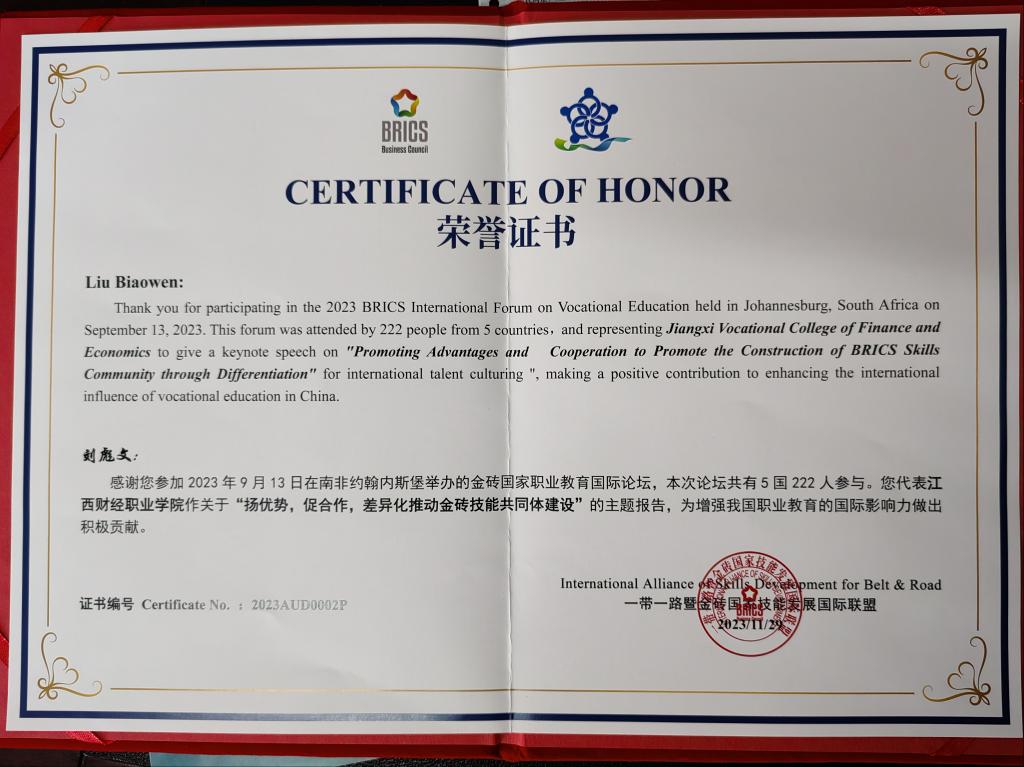 BRICS
Business Council
CERTIFICATE OF HONOR
荣誉证书
Liu Biaowen:
Thank you for participating in the 2023 BRICS International Forum on Vocational Education held in Johannesburg, South Africa on
September 13, 2023. This forum was attended by 222 people from 5 countries，and representing Jiangxi Vocational College of Finance and
Economics to give a keynote speech on "Promoting Advantages and Cooperation to Promote the Construction of BRICS Skills
Community through Differentiation" for international talent culturing ", making a positive contribution to enhancing the international
influence of vocational education in China.
刘彪文：
感谢您参加 2023 年 9 月 13 日在南非约翰内斯堡举办的金砖国家职业教育国际论坛，本次论坛共有 5 国 222 人参与。您代表江
西财经职业学院作关于“扬优势，促合作，差异化推动金砖技能共同体建设”的主题报告，为增强我国职业教育的国际影响力做出
积极贡献。
International Alliance of Skills Development for Belt & Road
一带一路暨金砖国家技能发展国际联盟
2023/11/29
证书编号 Certificate No. ：2023AUD0002P
BRICS